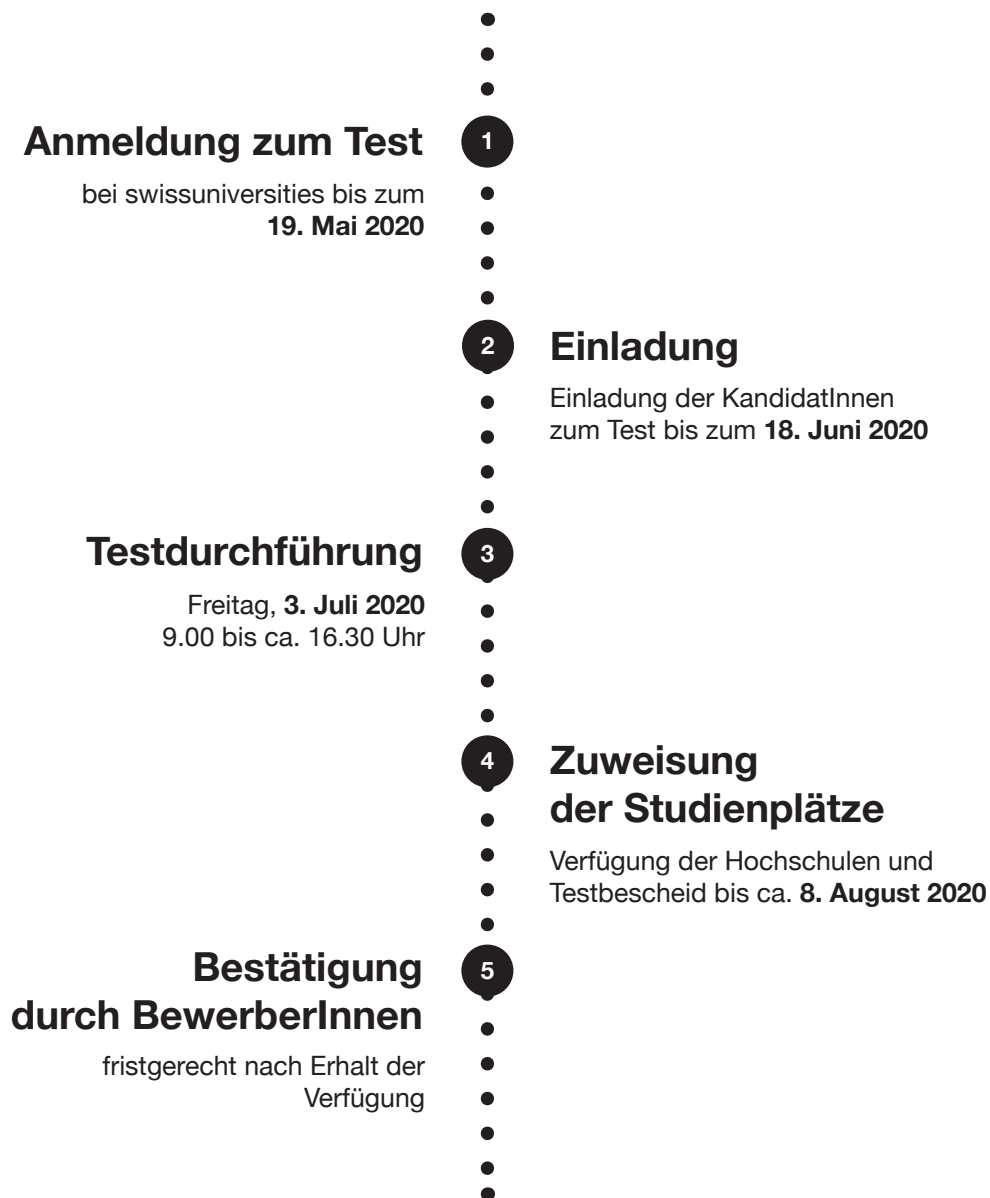 1
Anmeldung zum Test
bei swissuniversities bis zum
19. Mai 2020
2
Einladung
Einladung der KandidatInnen
zum Test bis zum 18. Juni 2020
3
Testdurchführung
Freitag, 3. Juli 2020
9.00 bis ca. 16.30 Uhr
4
Zuweisung
der Studienplätze
Verfügung der Hochschulen und
Testbescheid bis ca. 8. August 2020
5
Bestätigung
durch BewerberInnen
fristgerecht nach Erhalt der
Verfügung